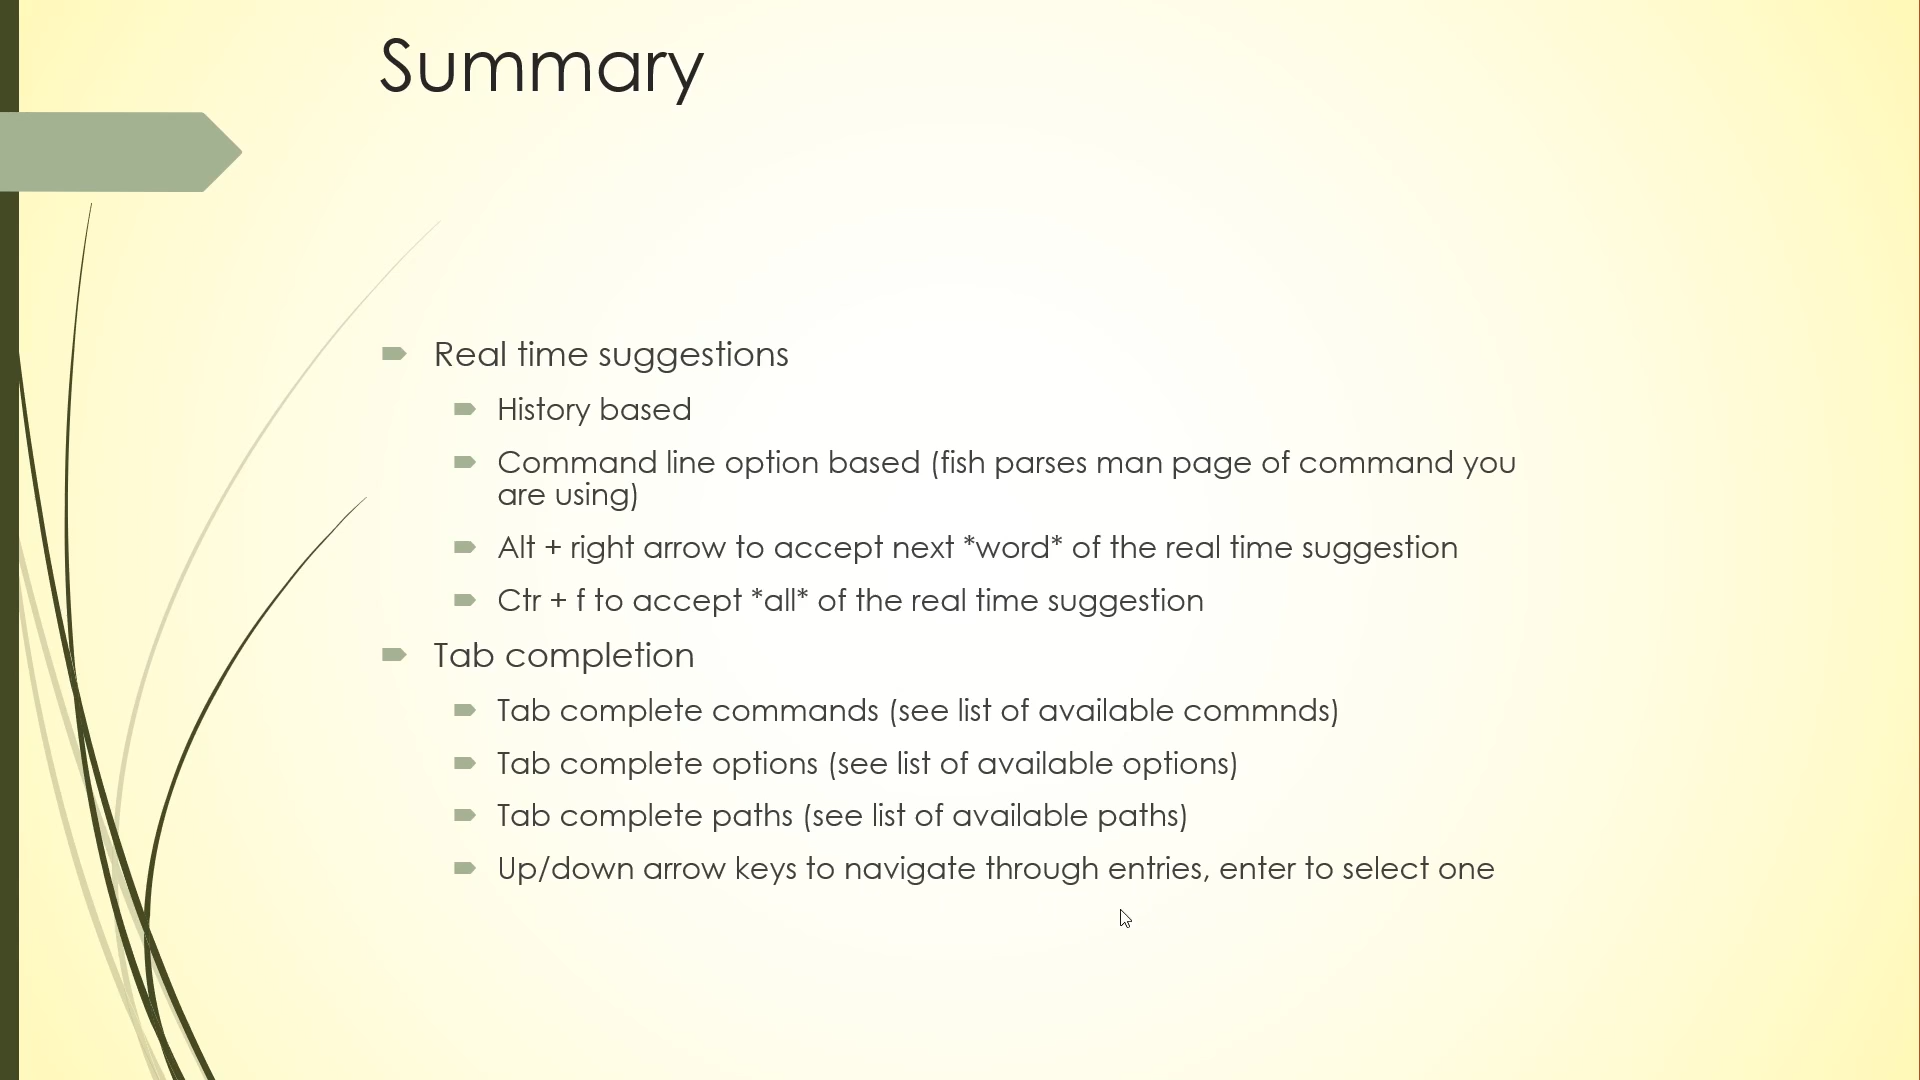 Summary
Real time suggestions
History based
Command line option based (fish parses man page of command you
are using)
Alt + right arrow to accept next *word* of the real time suggestion
Ctr + f to accept *all* of the real time suggestion
Tab completion
Tab complete commands (see list of available commnds)
Tab complete options (see list of available options)
Tab complete paths (see list of available paths)
Up/down arrow keys to navigate through entries, enter to select one